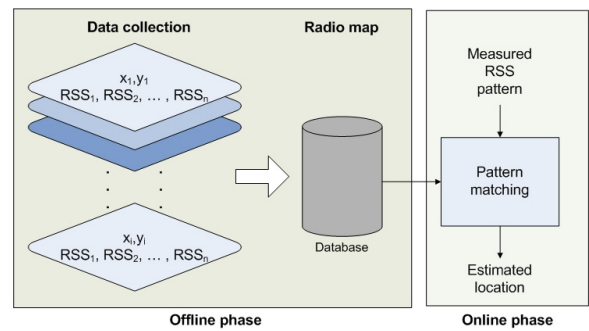 Data collection
Radio map
x₁,y₁
RSS₁, RSS₂, … , RSSₙ
xᵢ,yᵢ
RSS₁, RSS₂, … , RSSₙ
Database
Offline phase
Measured
RSS
pattern
Pattern
matching
Estimated
location
Online phase